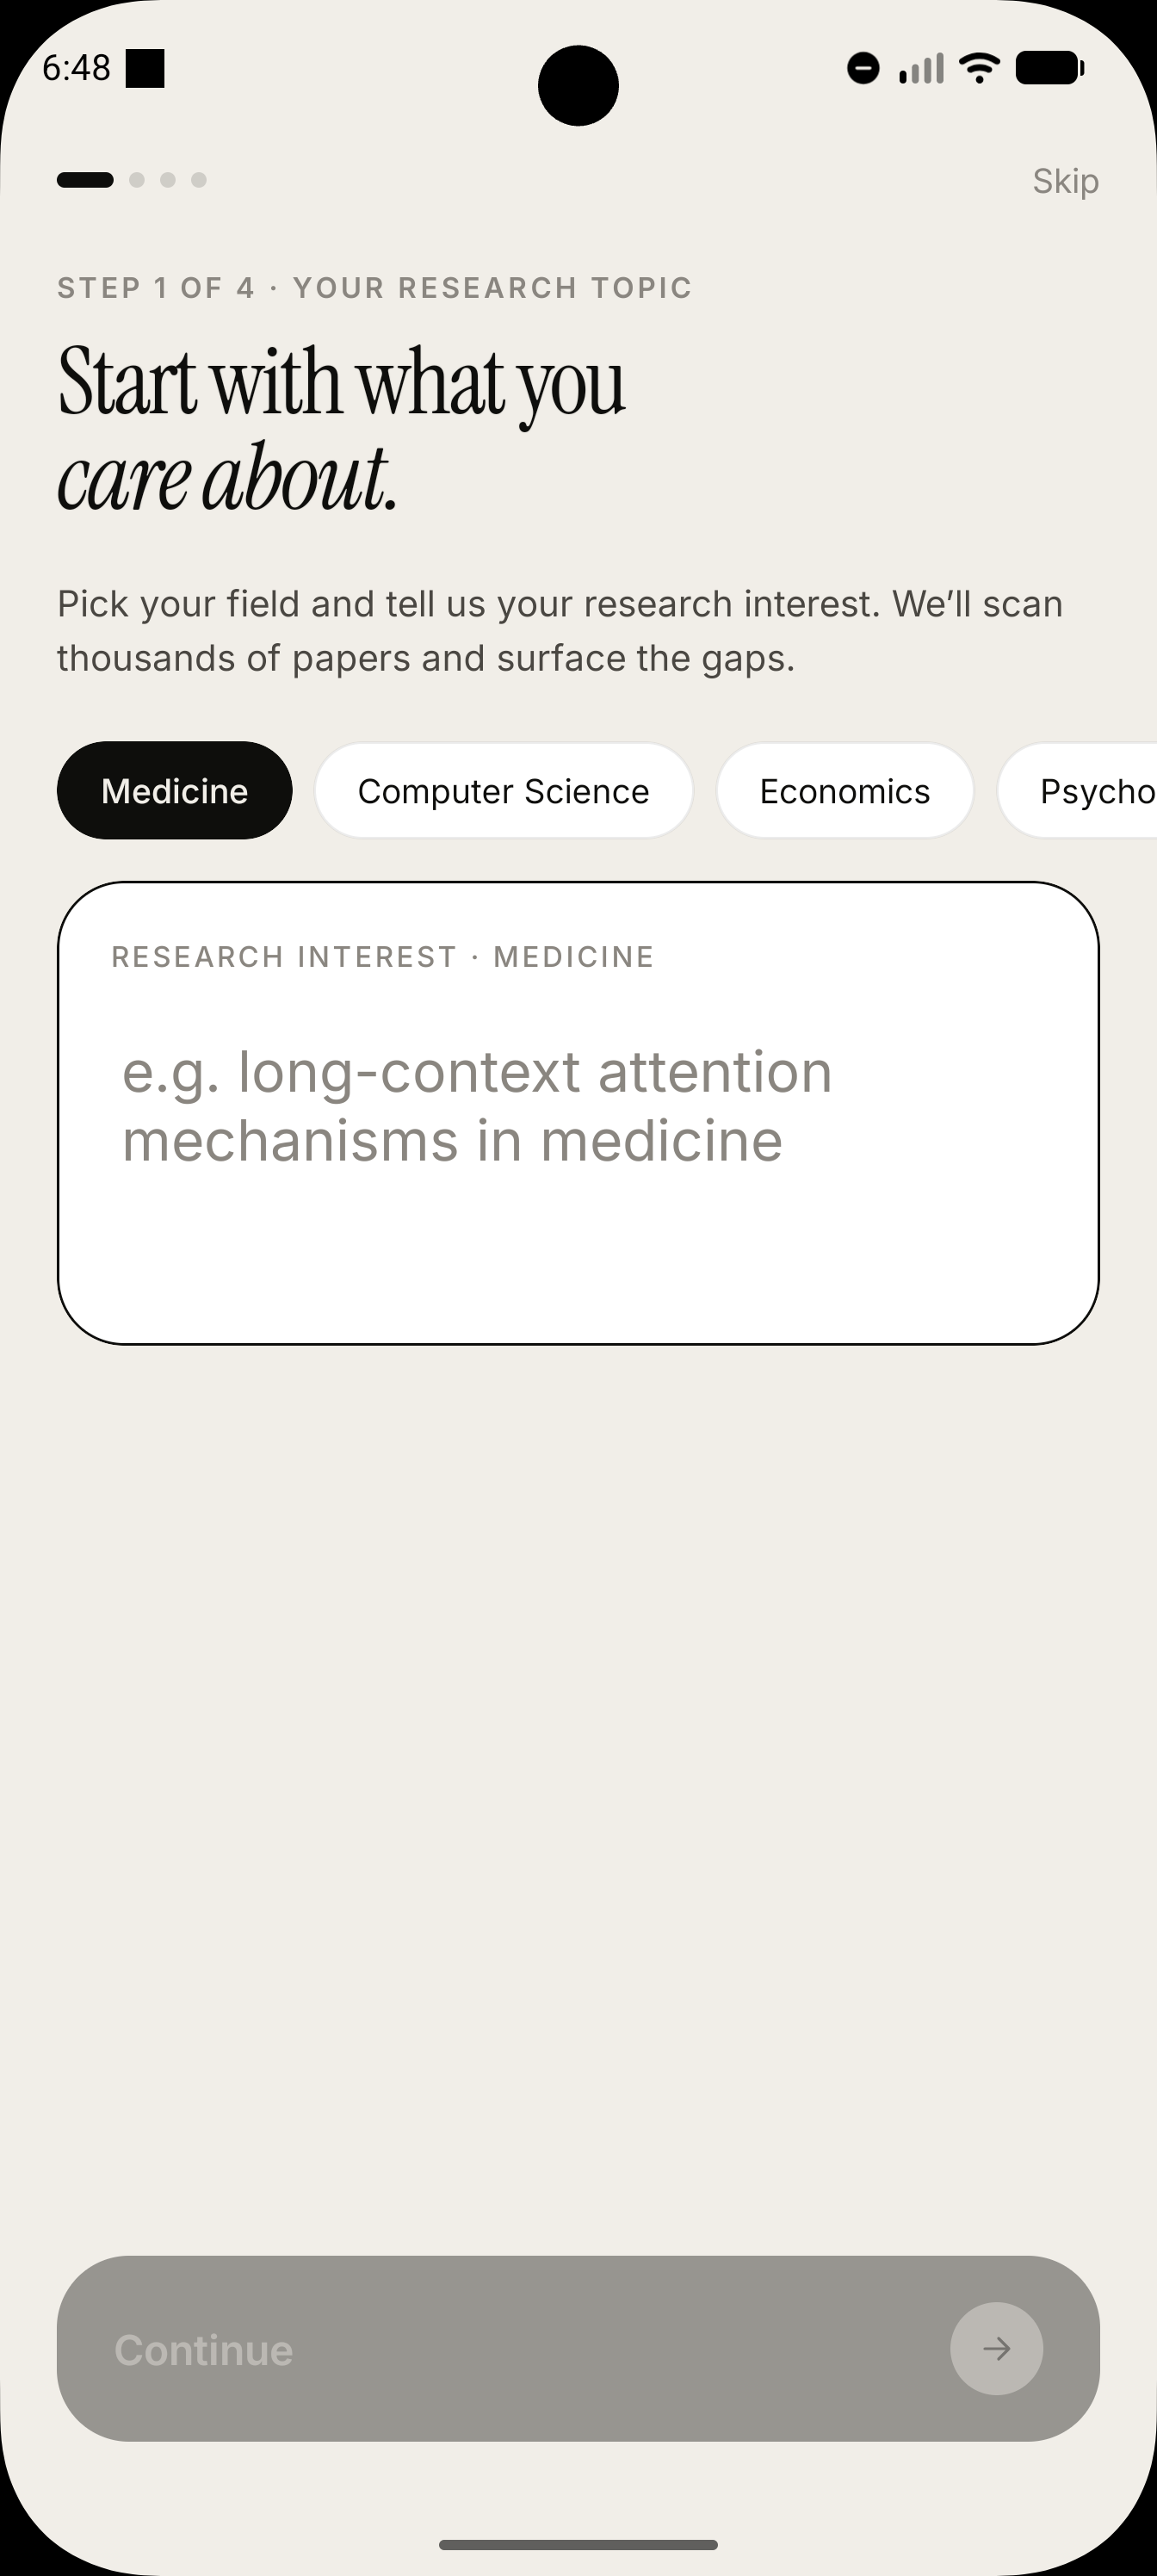 6:48
Skip
STEP 1 OF 4 · YOUR RESEARCH TOPIC
Start with what you
care about.
Pick your field and tell us your research interest. We’ll scan
thousands of papers and surface the gaps.
Medicine Computer Science Economics Psycho
RESEARCH INTEREST · MEDICINE
e.g. long-context attention
mechanisms in medicine
Continue